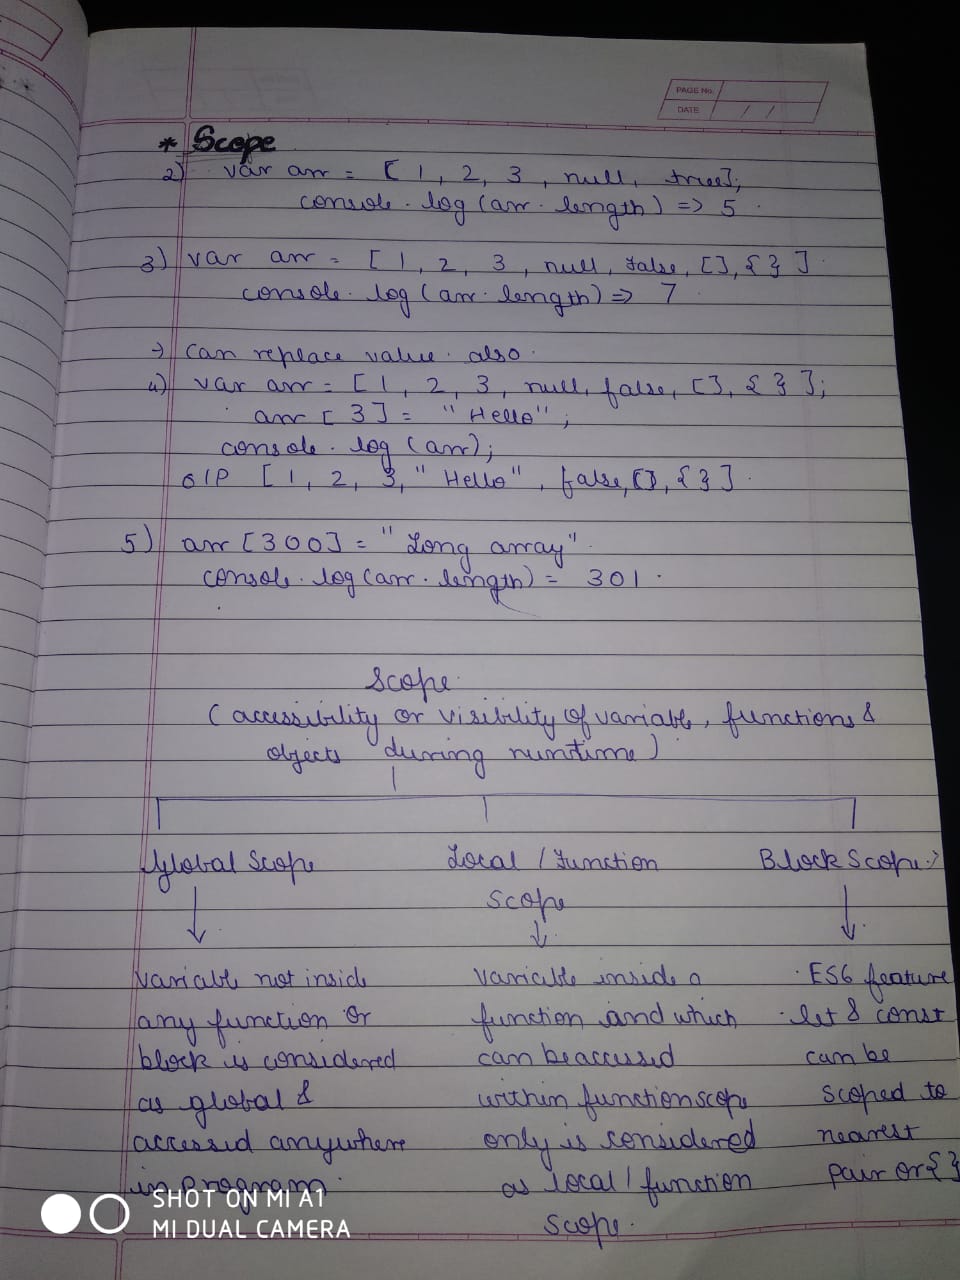 PAGE No.
DATE / /
* Scope
2) var arr = [ 1, 2, 3, null, true];
console.log(arr.length) => 5.
3) var arr = [ 1, 2, 3, null, false, [], { } ]
console.log(arr.length) => 7
→ can replace value also.
4) var arr = [ 1, 2, 3, null, false, [], { } ];
arr [ 3 ] = "Hello";
console.log (arr);
O/P [ 1, 2, 3, "Hello", false, [], { } ].
5) arr [300] = "Long array".
console.log(arr.length) = 301.
Scope
( accessibility or visibility of variable, functions &
objects during runtime )
Global Scope
Local / Function
Scope
Block Scope :>
Variable not inside
any function or
block is considered
as global &
accessed anywhere
in program.
Variable inside a
function and which
can be accessed
within function scope
only is considered
as local / function
scope.
ES6 feature
let & const
can be
scoped to
nearest
pair or { }
SHOT ON MI A1
MI DUAL CAMERA